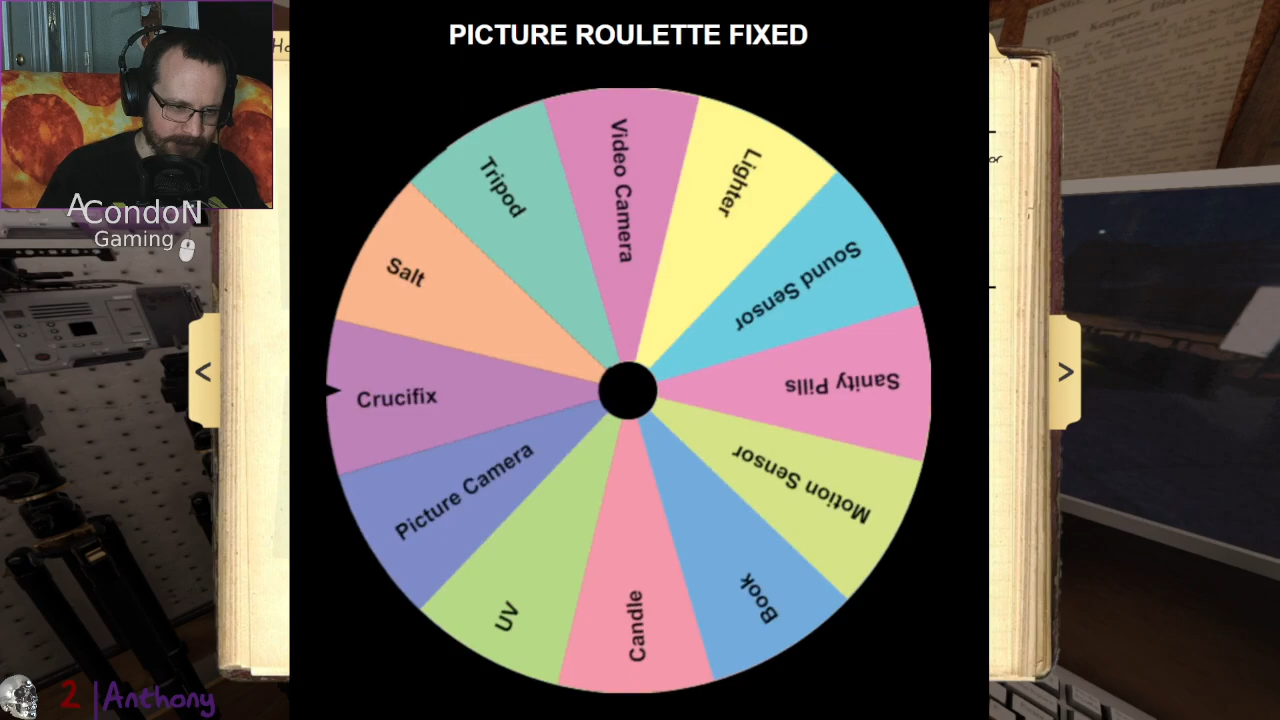 PICTURE ROULETTE FIXED
Video Camera
Lighter
Sound Sensor
Sanity Pills
Motion Sensor
Book
Candle
UV
Picture Camera
Crucifix
Salt
Tripod
ACondoN
Gaming
<
>
2 |Anthony